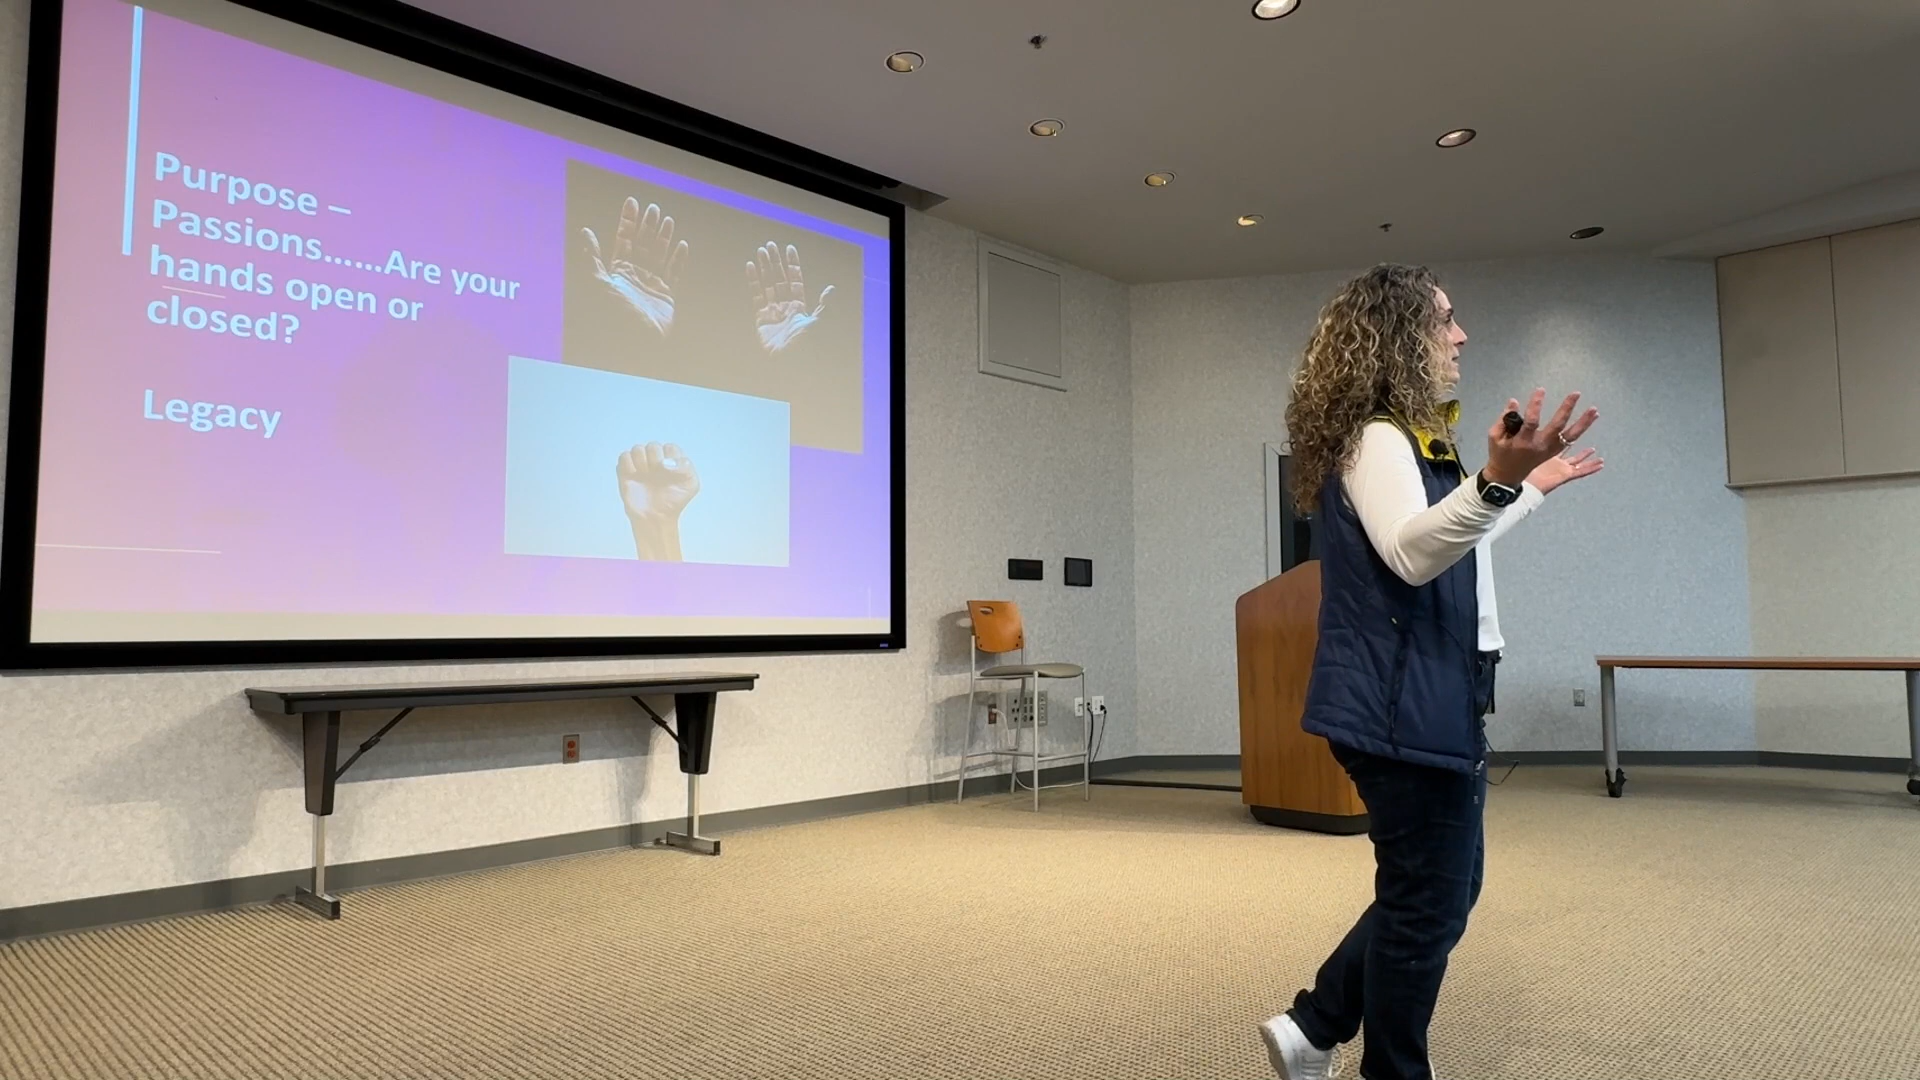 Purpose –
Passions......Are your
hands open or
closed?
Legacy